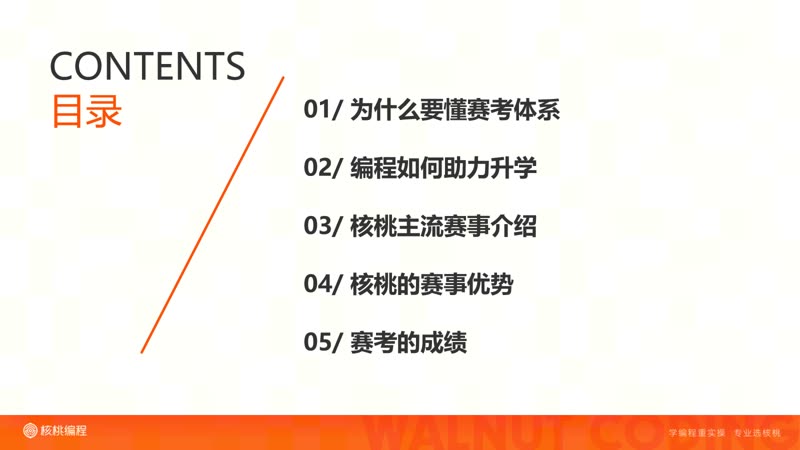 CONTENTS
目录
01/ 为什么要懂赛考体系
02/ 编程如何助力升学
03/ 核桃主流赛事介绍
04/ 核桃的赛事优势
05/ 赛考的成绩
核桃编程
WALNUT CODING
学编程重实操 专业选核桃